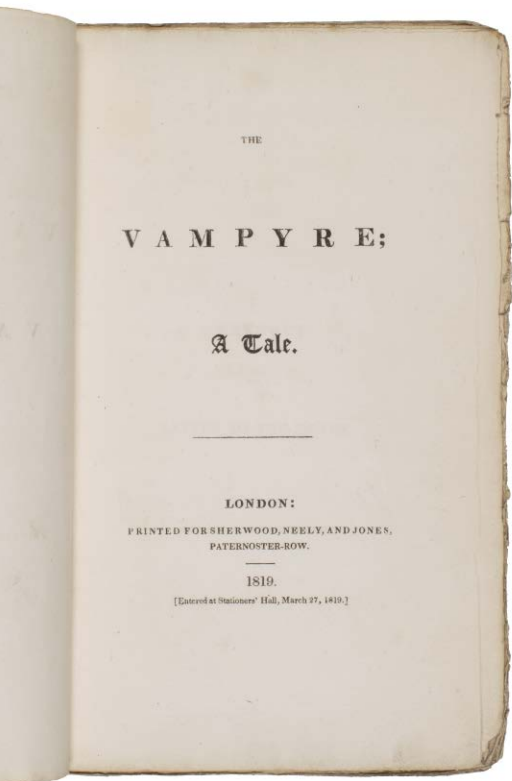 THE
VAMPYRE;
A Tale.
LONDON:
PRINTED FOR SHERWOOD, NEELY, AND JONES,
PATERNOSTER-ROW.
1819.
[Entered at Stationers' Hall, March 27, 1819.]